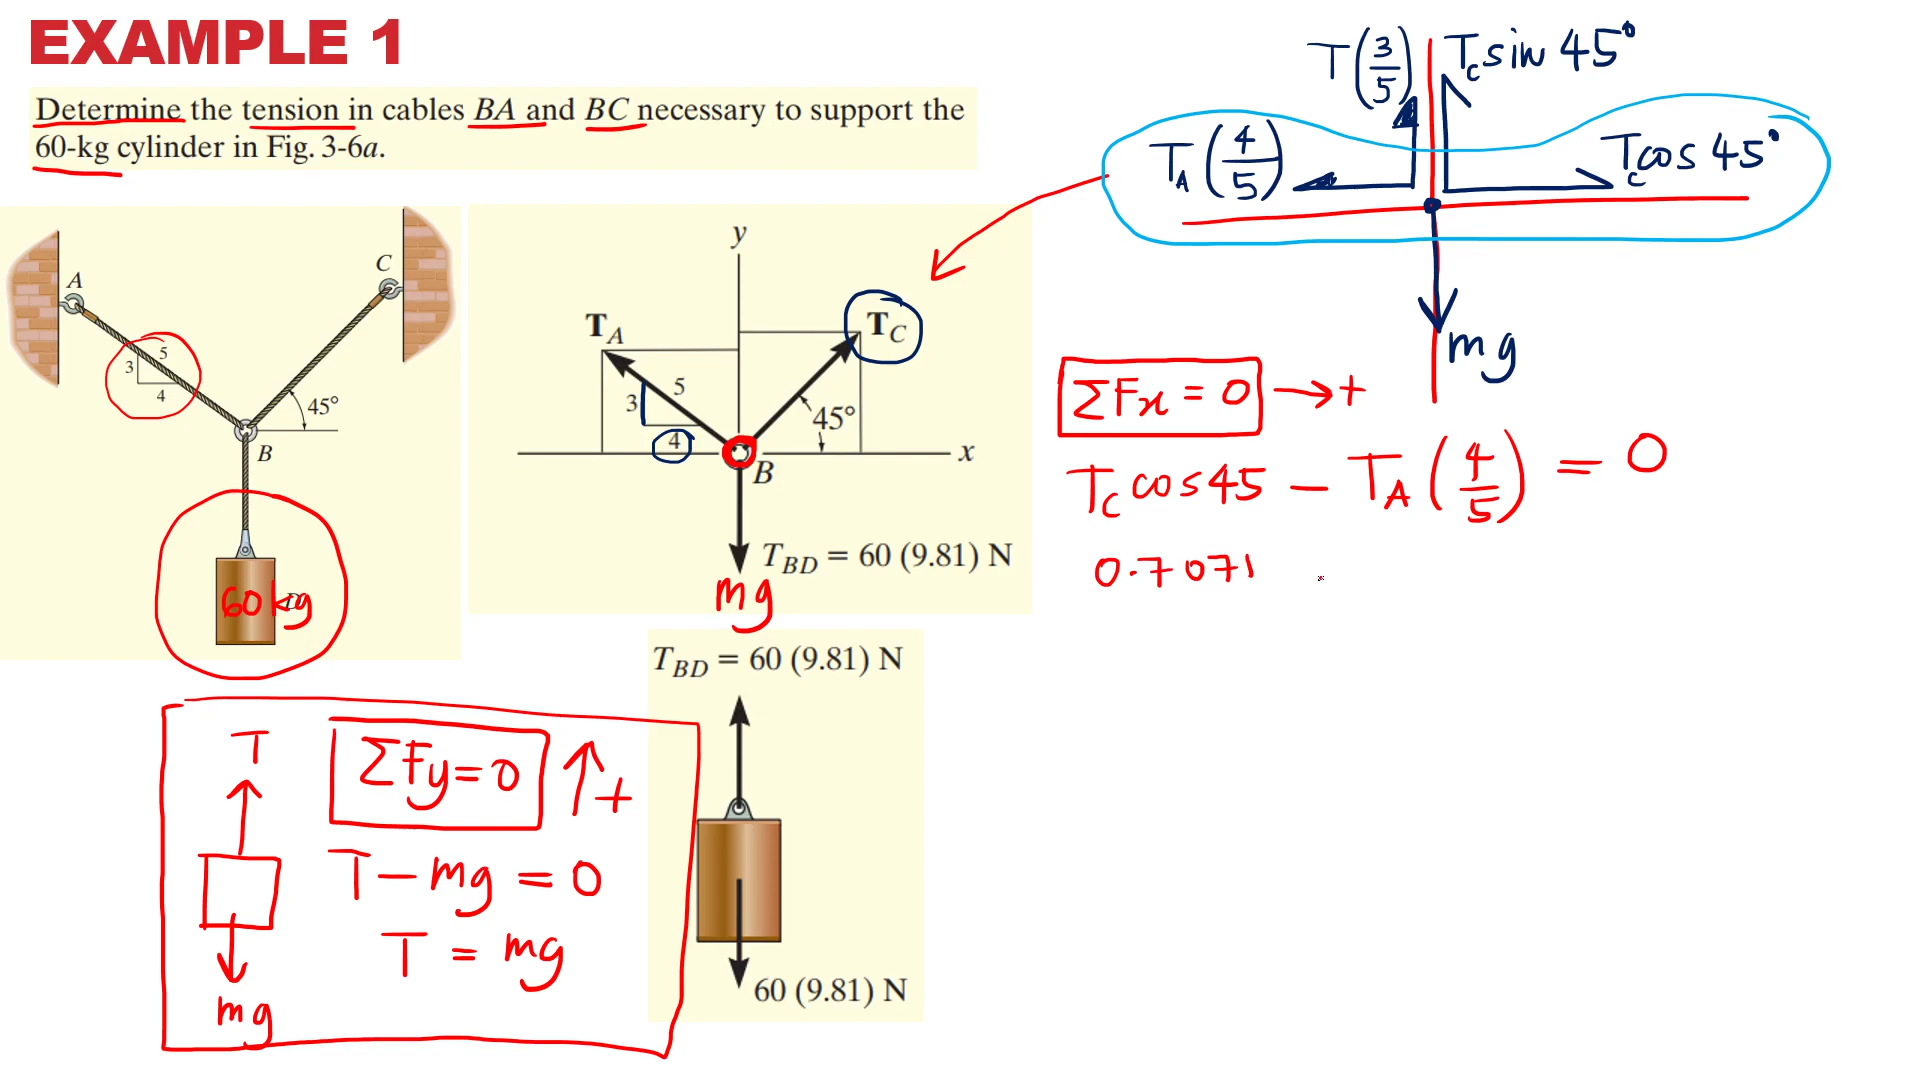 EXAMPLE 1
Determine the tension in cables BA and BC necessary to support the
60-kg cylinder in Fig. 3-6a.
A
C
5
3
4
45°
B
60 kg
D
y
T_A
T_C
5
3
4
45°
x
B
T_BD = 60 (9.81) N
mg
T_BD = 60 (9.81) N
60 (9.81) N
T
ΣFy=0 ↑+
T-mg = 0
T = mg
mg
T(3/5) T_C sin 45°
T_A(4/5) T_C cos 45°
mg
ΣFx = 0 → +
T_C cos 45 - T_A(4/5) = 0
0.7071